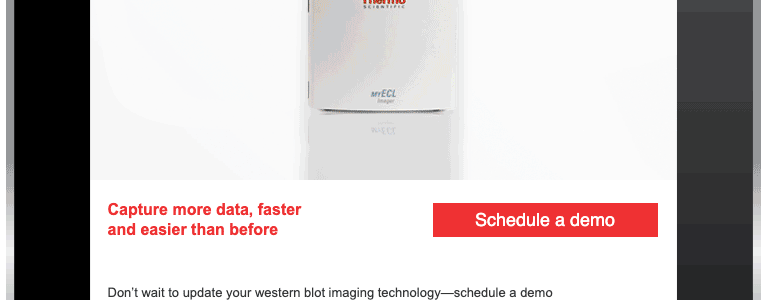 Thermo
SCIENTIFIC
MYECL
Imager
Capture more data, faster
and easier than before
Schedule a demo
Don’t wait to update your western blot imaging technology—schedule a demo